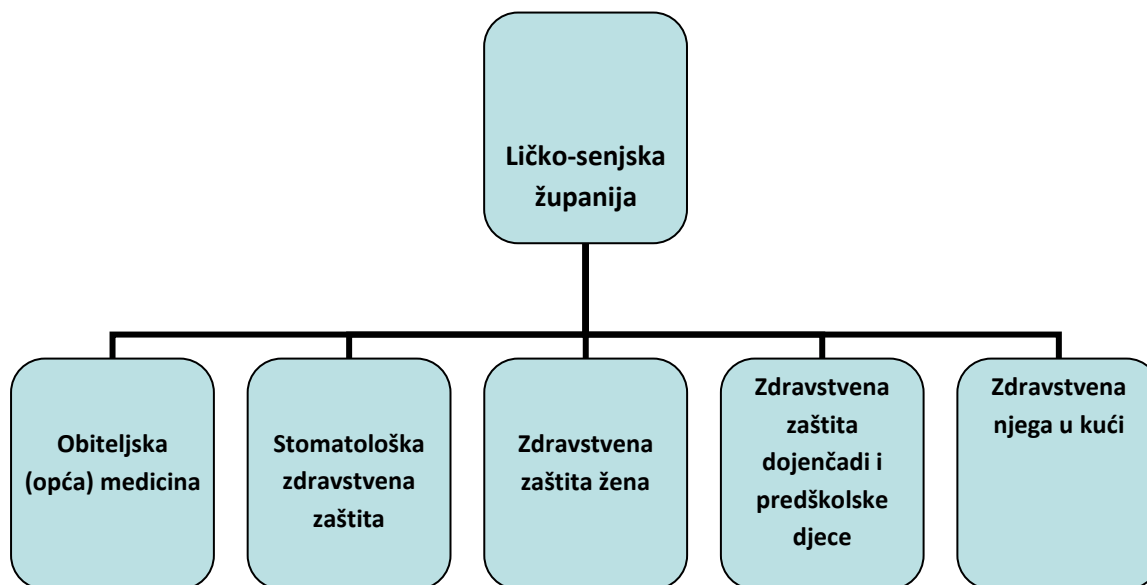 Ličko-senjska
županija
Obiteljska
(opća) medicina
Stomatološka
zdravstvena
zaštita
Zdravstvena
zaštita žena
Zdravstvena
zaštita
dojenčadi i
predškolske
djece
Zdravstvena
njega u kući